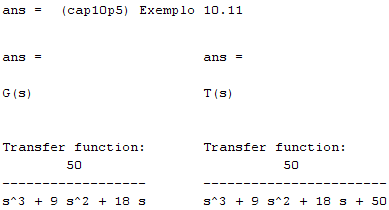 ans = (cap10p5) Exemplo 10.11
ans = ans =
G(s) T(s)
Transfer function: Transfer function:
50 50
------------------ -----------------------
s^3 + 9 s^2 + 18 s s^3 + 9 s^2 + 18 s + 50